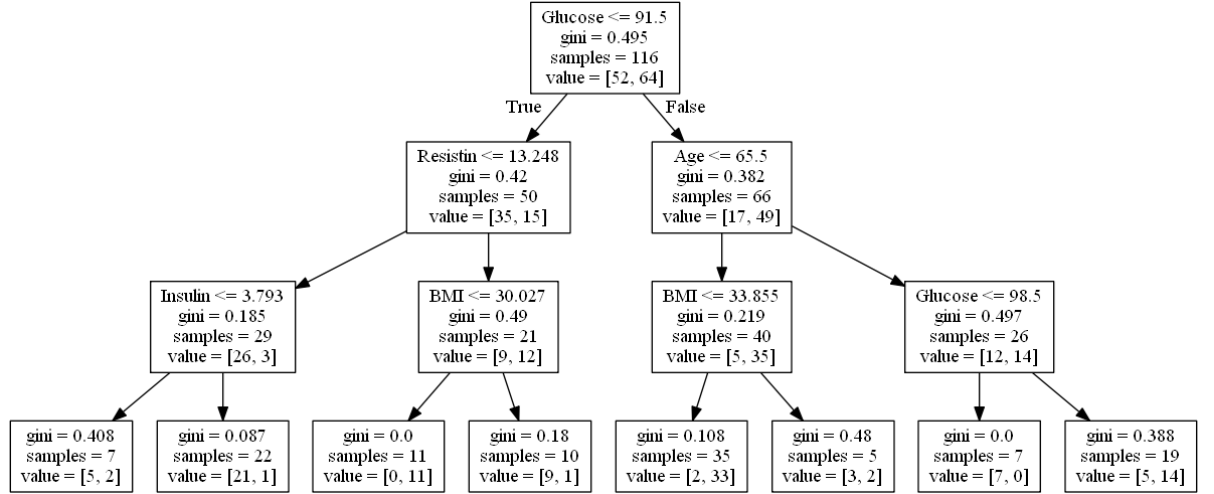 Glucose <= 91.5
gini = 0.495
samples = 116
value = [52, 64]
True
False
Resistin <= 13.248
gini = 0.42
samples = 50
value = [35, 15]
Age <= 65.5
gini = 0.382
samples = 66
value = [17, 49]
Insulin <= 3.793
gini = 0.185
samples = 29
value = [26, 3]
BMI <= 30.027
gini = 0.49
samples = 21
value = [9, 12]
BMI <= 33.855
gini = 0.219
samples = 40
value = [5, 35]
Glucose <= 98.5
gini = 0.497
samples = 26
value = [12, 14]
gini = 0.408
samples = 7
value = [5, 2]
gini = 0.087
samples = 22
value = [21, 1]
gini = 0.0
samples = 11
value = [0, 11]
gini = 0.18
samples = 10
value = [9, 1]
gini = 0.108
samples = 35
value = [2, 33]
gini = 0.48
samples = 5
value = [3, 2]
gini = 0.0
samples = 7
value = [7, 0]
gini = 0.388
samples = 19
value = [5, 14]